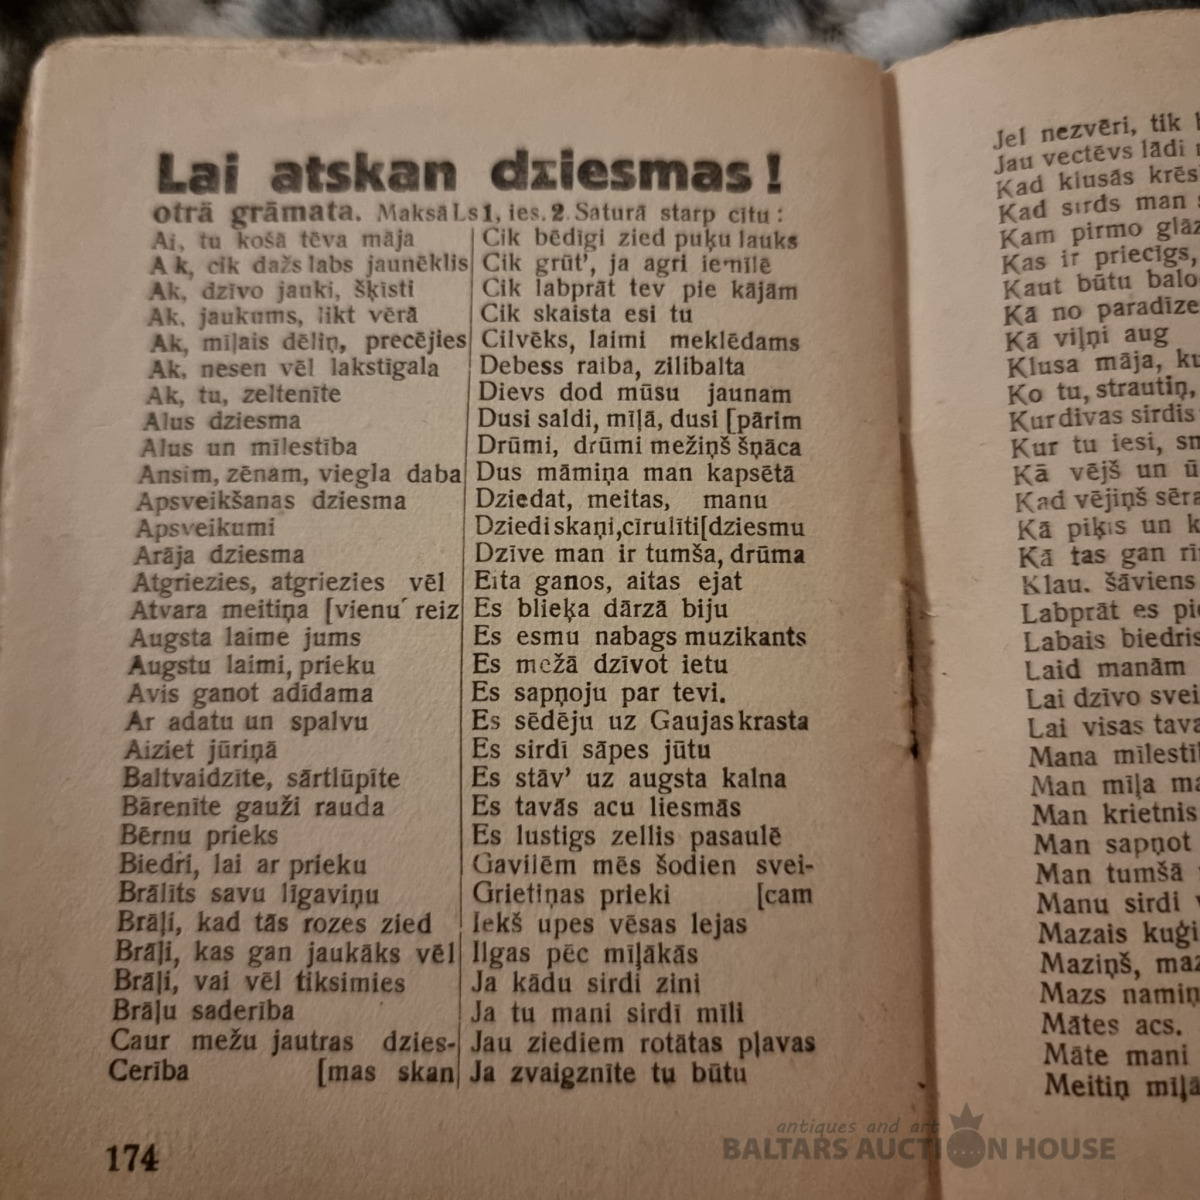 Lai atskan dziesmas!
otrā grāmata. Maksā Ls 1, ies. 2. Saturā starp citu:
Ai, tu košā tēva māja
Ak, cik dažs labs jaunēklis
Ak, dzīvo jauki, šķīsti
Ak, jaukums, likt vērā
Ak, mīļais dēliņ, precējies
Ak, nesen vēl lakstīgala
Ak, tu, zeltenīte
Alus dziesma
Alus un mīlestība
Ansim, zēnam, viegla daba
Apsveikšanas dziesma
Apsveikumi
Arāja dziesma
Atgriezies, atgriezies vēl
Atvara meitiņa [vienu reiz
Augsta laime jums
Augstu laimi, prieku
Avis ganot adīdama
Ar adatu un spalvu
Aiziet jūriņā
Baltvaidzīte, sārtlūpīte
Bārenīte gauži rauda
Bērnu prieks
Biedri, lai ar prieku
Brālīts savu līgaviņu
Brāļi, kad tās rozes zied
Brāļi, kas gan jaukāks vēl
Brāļi, vai vēl tiksimies
Brāļu saderība
Caur mežu jautras dzies-
Cerība [mas skan
Cik bēdīgi zied puķu lauks
Cik grūt', ja agri iemīlē
Cik labprāt tev pie kājām
Cik skaista esi tu
Cilvēks, laimi meklēdams
Debess raiba, zilibalta
Dievs dod mūsu jaunam
Dusi saldi, mīļā, dusi [pārim
Drūmi, drūmi mežiņš šņāca
Dus māmiņa man kapsētā
Dziedat, meitas, manu
Dziedi skaņi, cīrulīti [dziesmu
Dzīve man ir tumša, drūma
Eita ganos, aitas ejat
Es blieķa dārzā biju
Es esmu nabags muzikants
Es mežā dzīvot ietu
Es sapņoju par tevi.
Es sēdēju uz Gaujas krasta
Es sirdī sāpes jūtu
Es stāv' uz augsta kalna
Es tavās acu liesmās
Es lustigs zellis pasaulē
Gavilēm mēs šodien svei-
Grietiņas prieki [cam
Iekš upes vēsas lejas
Ilgas pēc mīļākās
Ja kādu sirdi zini
Ja tu mani sirdī mīli
Jau ziediem rotātas pļavas
Ja zvaigznīte tu būtu
174
Jel nezvēri, tik
Jau vectēvs lādi
Kad klusās
Kad sirds man
Kam pirmo
Kas ir priecīgs,
Kaut būtu
Kā no paradīze
Kā viļņi aug
Klusa māja,
Ko tu, strautiņ,
Kur divas sirdis
Kur tu iesi,
Kā vējš un
Kad vējiņš
Kā piķis un
Kā tas gan
Klau. šāviens
Labprāt es
Labais biedris
Laid manām
Lai dzīvo
Lai visas
Mana
Man mīļa
Man krietnis
Man sapņot
Man tumšā
Manu sirdi
Mazais
Maziņš,
Mazs
Mātes acs.
Māte mani
Meitiņ
antiques and art
BALTARS AUCTION HOUSE